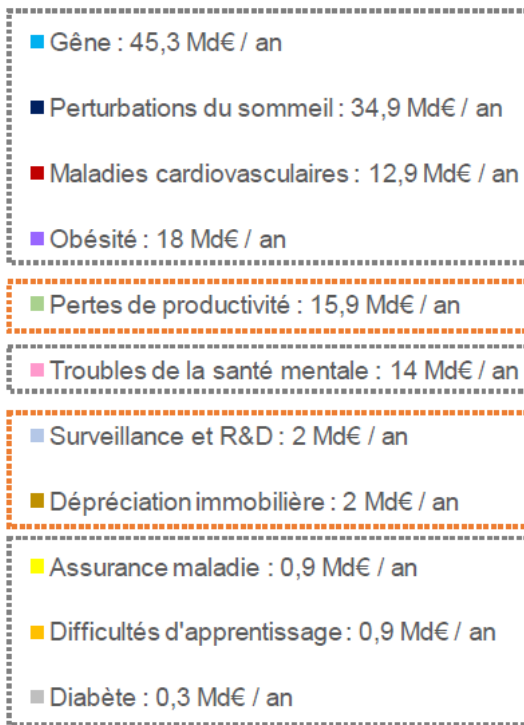 Gêne : 45,3 Md€ / an
Perturbations du sommeil : 34,9 Md€ / an
Maladies cardiovasculaires : 12,9 Md€ / an
Obésité : 18 Md€ / an
Pertes de productivité : 15,9 Md€ / an
Troubles de la santé mentale : 14 Md€ / an
Surveillance et R&D : 2 Md€ / an
Dépréciation immobilière : 2 Md€ / an
Assurance maladie : 0,9 Md€ / an
Difficultés d'apprentissage : 0,9 Md€ / an
Diabète : 0,3 Md€ / an